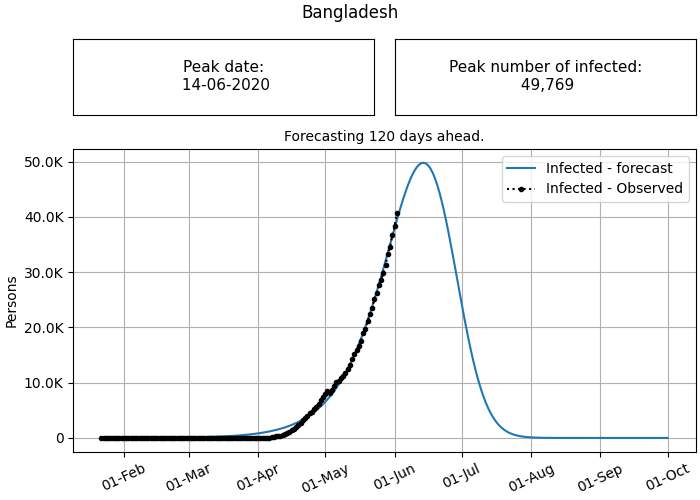 Bangladesh
Peak date:
14-06-2020
Peak number of infected:
49,769
Forecasting 120 days ahead.
Infected - forecast
Infected - Observed
50.0K
40.0K
30.0K
20.0K
10.0K
0
Persons
01-Feb
01-Mar
01-Apr
01-May
01-Jun
01-Jul
01-Aug
01-Sep
01-Oct